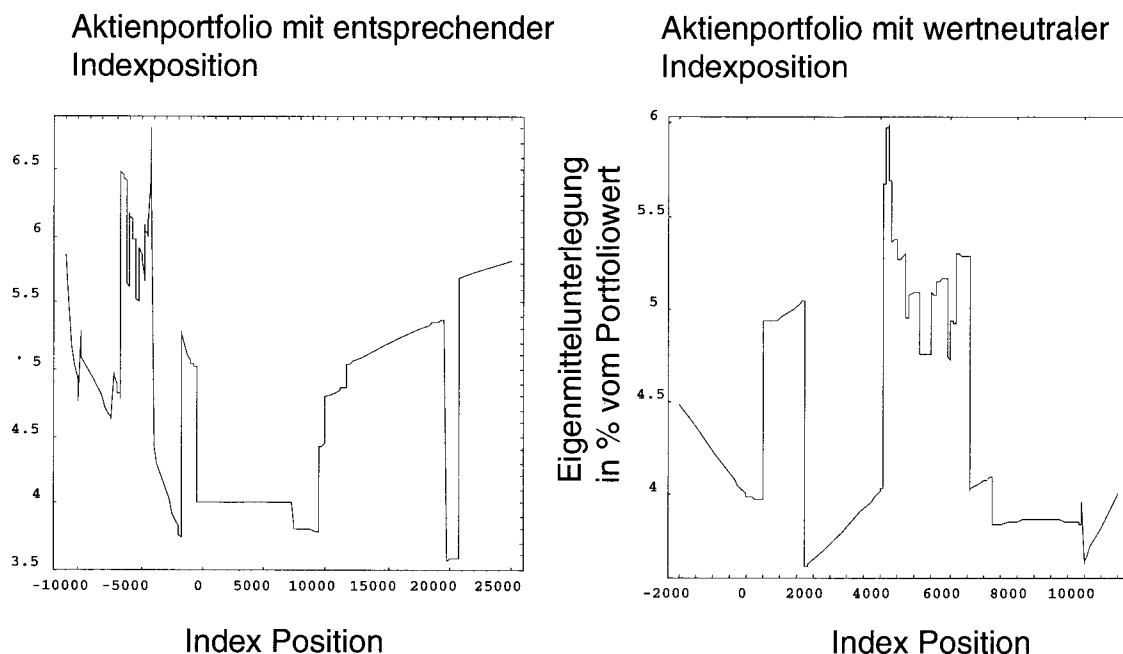 Aktienportfolio mit entsprechender
Indexposition
6.5
6
5.5
5
4.5
4
3.5
-10000 -5000 0 5000 10000 15000 20000 25000
Index Position
Aktienportfolio mit wertneutraler
Indexposition
Eigenmittelunterlegung
in % vom Portfoliowert
6
5.5
5
4.5
4
-2000 0 2000 4000 6000 8000 10000
Index Position